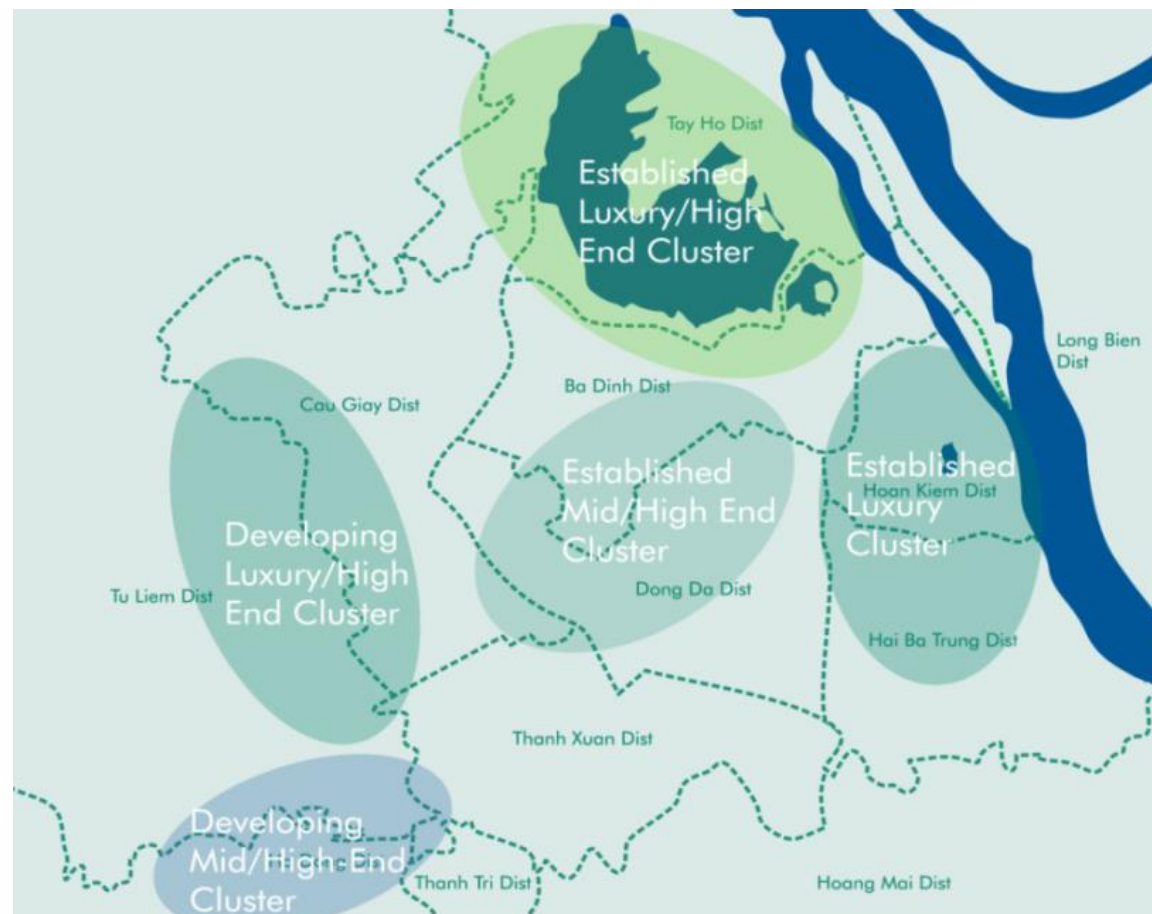 Tay Ho Dist
Established
Luxury/High
End Cluster
Long Bien
Dist
Ba Dinh Dist
Cau Giay Dist
Established
Mid/High End
Cluster
Established
Luxury
Cluster
Hoan Kiem Dist
Developing
Luxury/High
End Cluster
Tu Liem Dist
Dong Da Dist
Hai Ba Trung Dist
Thanh Xuan Dist
Developing
Mid/High-End
Cluster
Thanh Tri Dist
Hoang Mai Dist